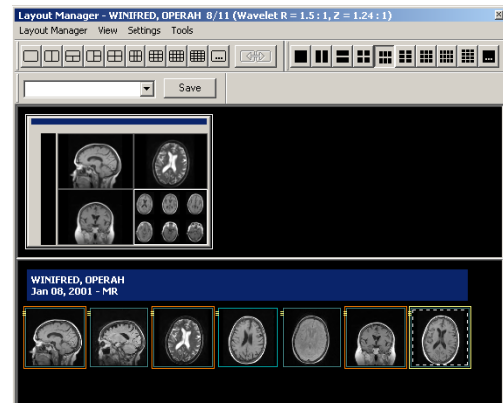 Layout Manager - WINIFRED, OPERAH 8/11 (Wavelet R = 1.5 : 1, Z = 1.24 : 1)
Layout Manager View Settings Tools
Save
WINIFRED, OPERAH
Jan 08, 2001 - MR